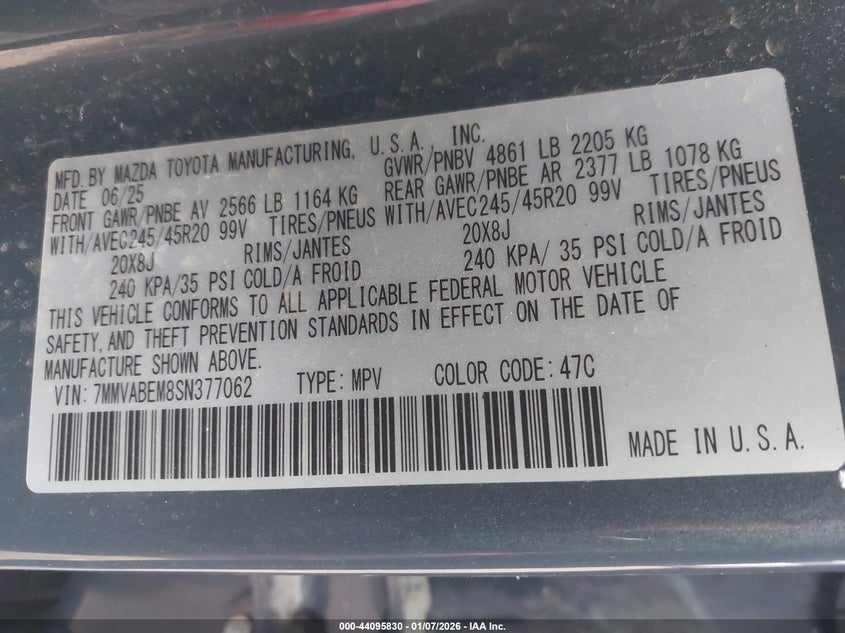 MFD. BY MAZDA TOYOTA MANUFACTURING, U.S.A., INC.
DATE 06/25 GVWR/PNBV 4861 LB 2205 KG
FRONT GAWR/PNBE AV 2566 LB 1164 KG REAR GAWR/PNBE AR 2377 LB 1078 KG
WITH/AVEC245/45R20 99V TIRES/PNEUS WITH/AVEC245/45R20 99V TIRES/PNEUS
20X8J RIMS/JANTES 20X8J RIMS/JANTES
240 KPA/35 PSI COLD/A FROID 240 KPA/ 35 PSI COLD/A FROID
THIS VEHICLE CONFORMS TO ALL APPLICABLE FEDERAL MOTOR VEHICLE
SAFETY, AND THEFT PREVENTION STANDARDS IN EFFECT ON THE DATE OF
MANUFACTURE SHOWN ABOVE.
VIN: 7MMVABEM8SN377062 TYPE: MPV COLOR CODE: 47C
MADE IN U.S.A.
000-44095830 - 01/07/2026 - IAA Inc.